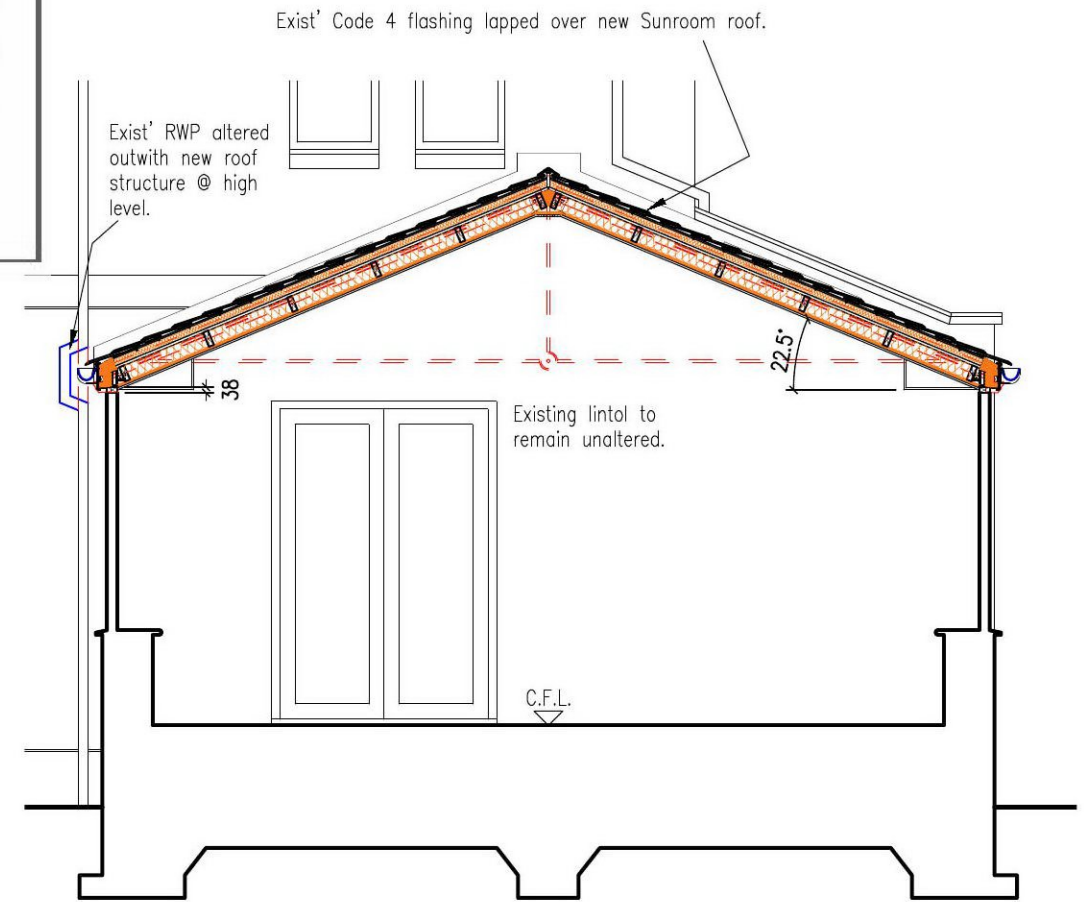 Exist' Code 4 flashing lapped over new Sunroom roof.
Exist' RWP altered
outwith new roof
structure @ high
level.
38
22.5°
Existing lintol to
remain unaltered.
C.F.L.